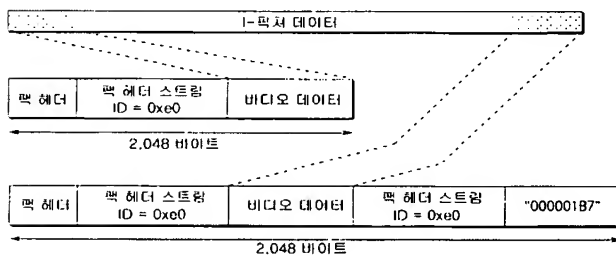 I-픽쳐 데이터
팩 헤더
팩 헤더 스트림
ID = 0xe0
비디오 데이터
2,048 바이트
팩 헤더
팩 헤더 스트림
ID = 0xe0
비디오 데이터
팩 헤더 스트림
ID = 0xe0
"000001B7"
2,048 바이트